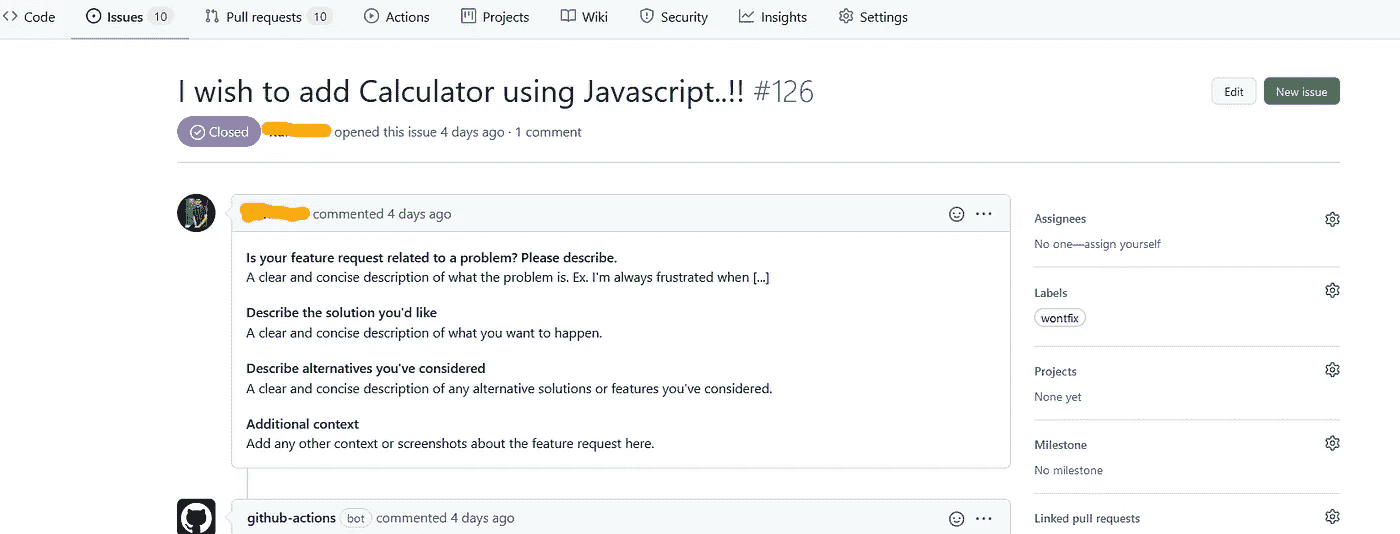 Code Issues 10 Pull requests 10 Actions Projects Wiki Security Insights Settings
I wish to add Calculator using Javascript..!! #126
Edit New issue
Closed opened this issue 4 days ago · 1 comment
commented 4 days ago
Is your feature request related to a problem? Please describe.
A clear and concise description of what the problem is. Ex. I'm always frustrated when [...]
Describe the solution you'd like
A clear and concise description of what you want to happen.
Describe alternatives you've considered
A clear and concise description of any alternative solutions or features you've considered.
Additional context
Add any other context or screenshots about the feature request here.
github-actions bot commented 4 days ago
Assignees
No one—assign yourself
Labels
wontfix
Projects
None yet
Milestone
No milestone
Linked pull requests